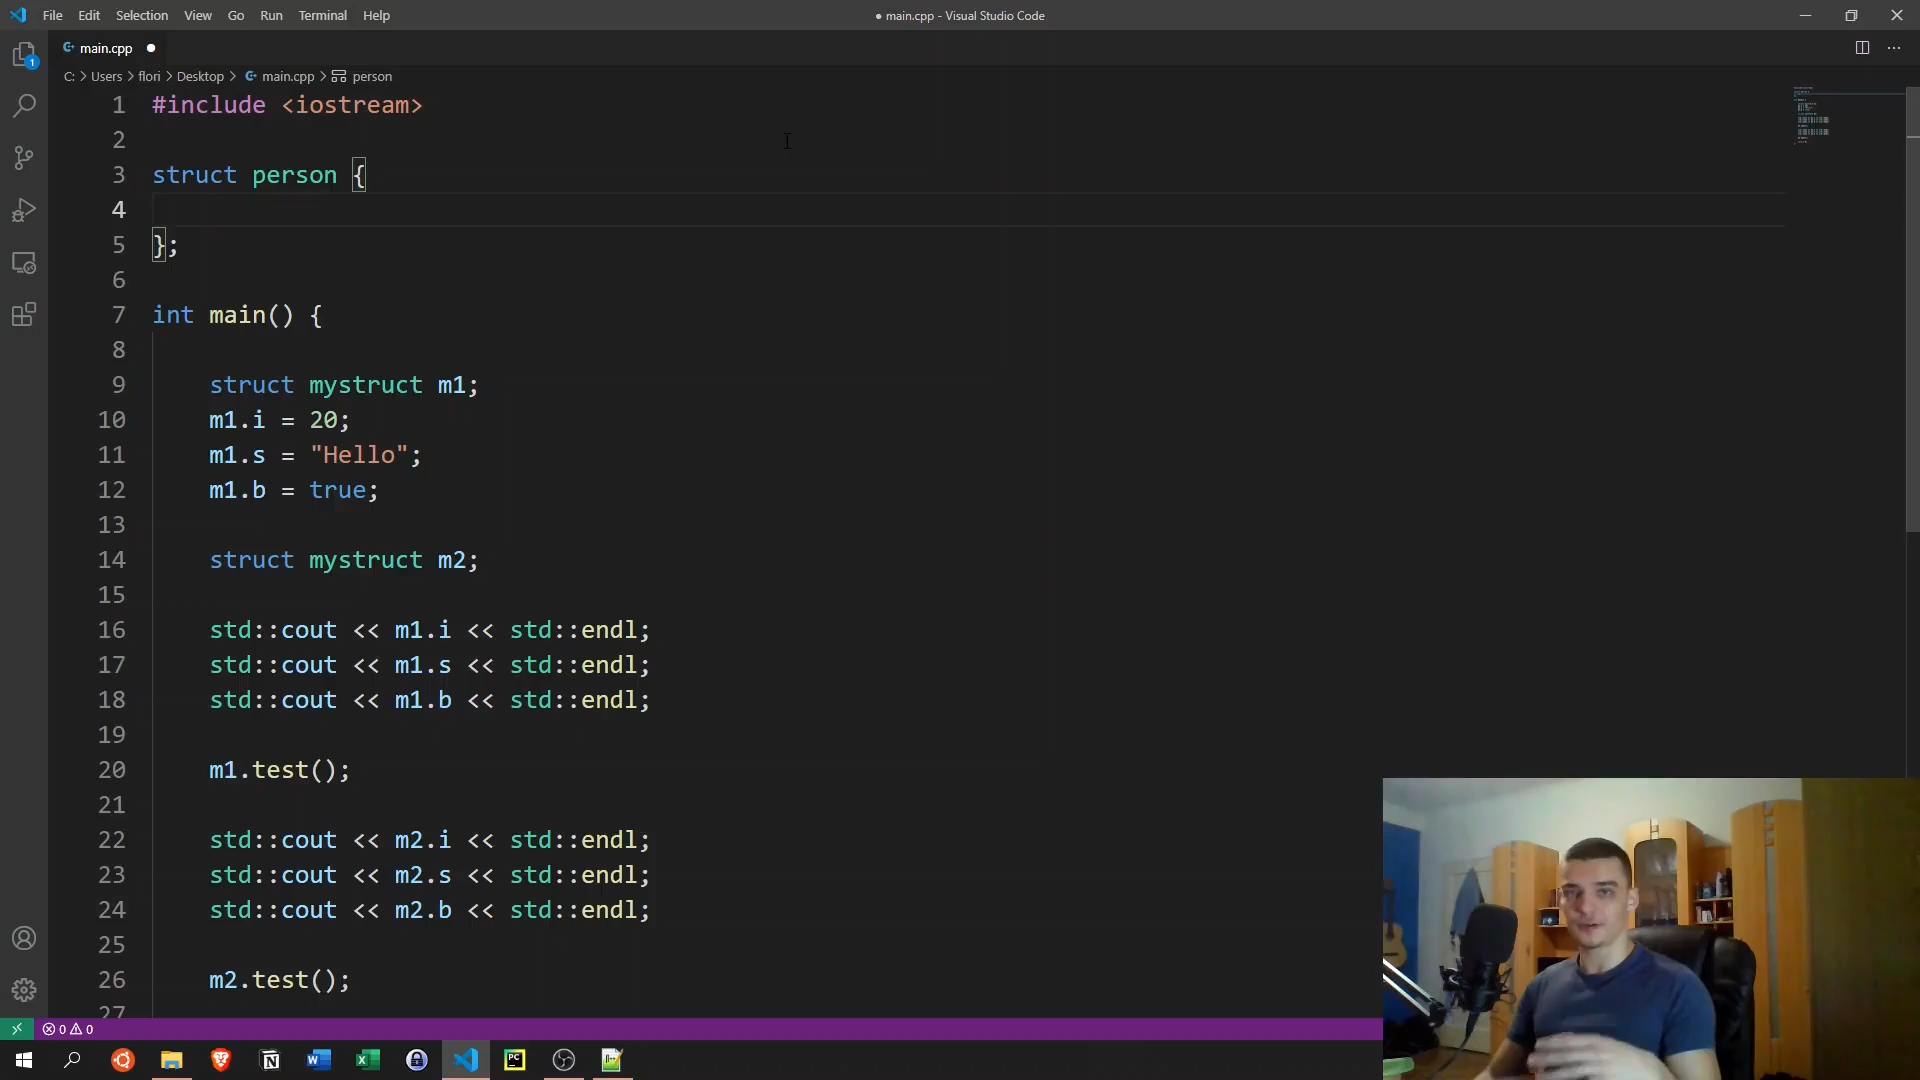 File Edit Selection View Go Run Terminal Help
● main.cpp - Visual Studio Code
main.cpp
1
C: > Users > flori > Desktop > main.cpp > person
1 #include <iostream>
2
3 struct person {
4
5 };
6
7 int main() {
8
9 struct mystruct m1;
10 m1.i = 20;
11 m1.s = "Hello";
12 m1.b = true;
13
14 struct mystruct m2;
15
16 std::cout << m1.i << std::endl;
17 std::cout << m1.s << std::endl;
18 std::cout << m1.b << std::endl;
19
20 m1.test();
21
22 std::cout << m2.i << std::endl;
23 std::cout << m2.s << std::endl;
24 std::cout << m2.b << std::endl;
25
26 m2.test();
27
0 0